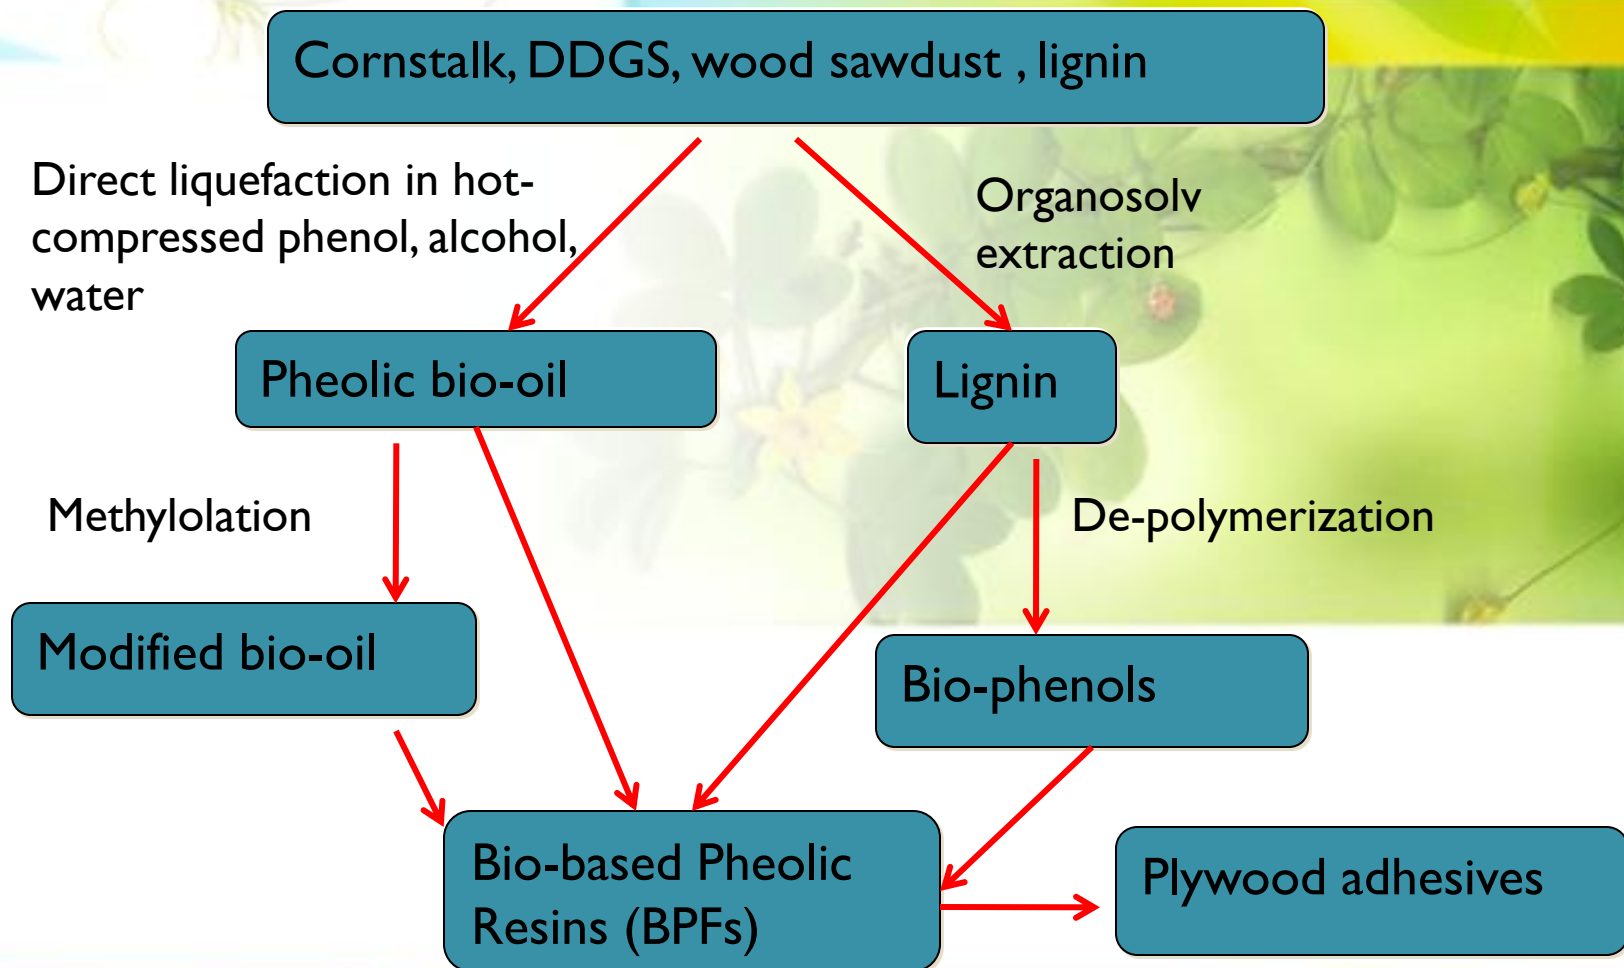 Cornstalk, DDGS, wood sawdust , lignin
Direct liquefaction in hot-
compressed phenol, alcohol,
water
Organosolv
extraction
Pheolic bio-oil
Lignin
Methylolation
De-polymerization
Modified bio-oil
Bio-phenols
Bio-based Pheolic
Resins (BPFs)
Plywood adhesives